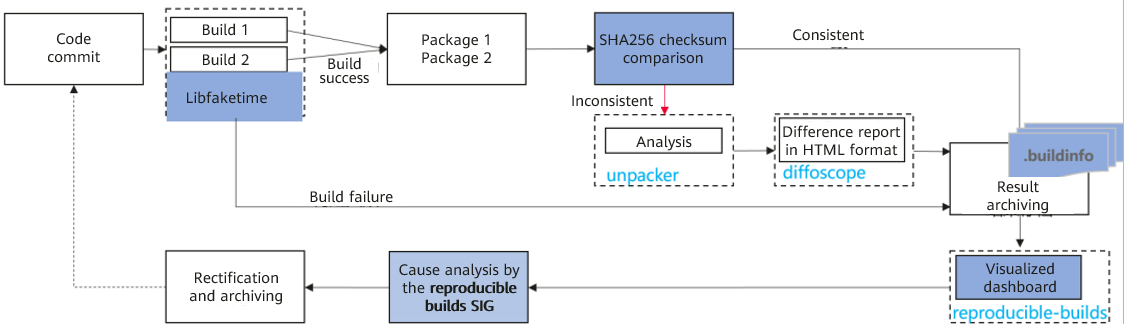 Code
commit
Build 1
Build 2
Libfaketime
Build
success
Package 1
Package 2
SHA256 checksum
comparison
Consistent
Inconsistent
Analysis
unpacker
Difference report
in HTML format
diffoscope
.buildinfo
Result
archiving
Build failure
Rectification
and archiving
Cause analysis by
the reproducible
builds SIG
Visualized
dashboard
reproducible-builds